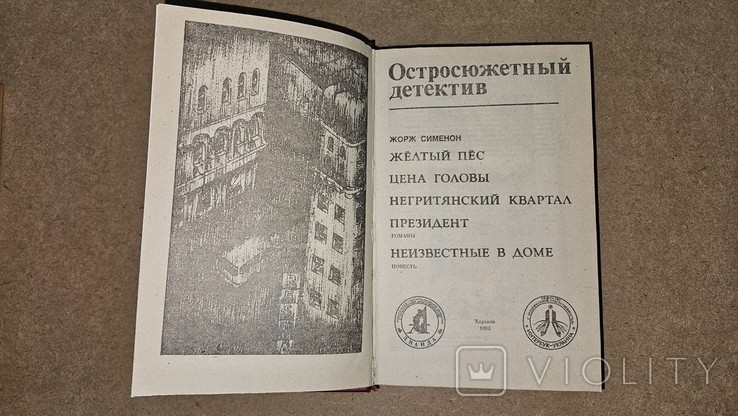 Остросюжетный
детектив
ЖОРЖ СИМЕНОН
ЖЁЛТЫЙ ПЁС
ЦЕНА ГОЛОВЫ
НЕГРИТЯНСКИЙ КВАРТАЛ
ПРЕЗИДЕНТ
РОМАНЫ
НЕИЗВЕСТНЫЕ В ДОМЕ
ПОВЕСТЬ
Харьков
VIOLITY